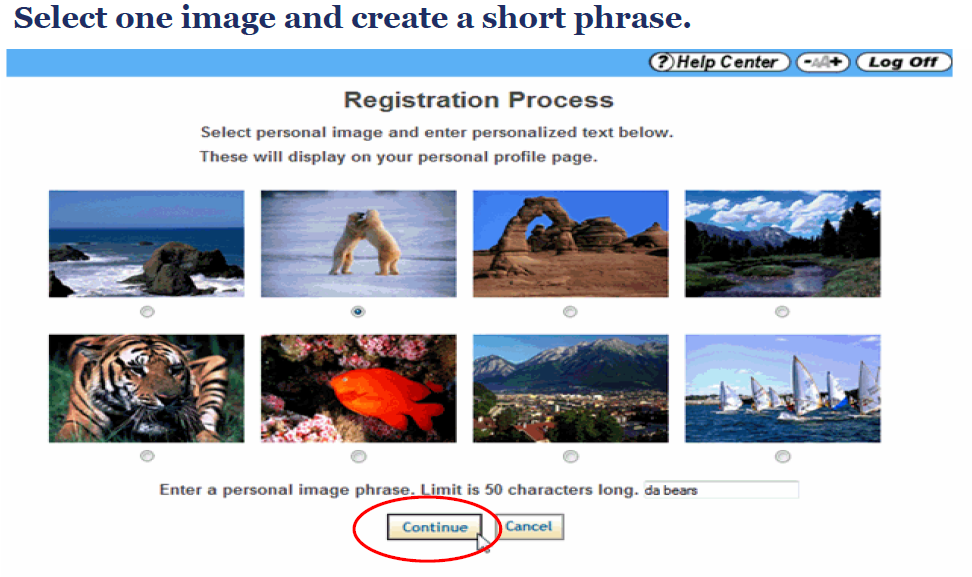 Select one image and create a short phrase.
? Help Center -AA+ Log Off
Registration Process
Select personal image and enter personalized text below.
These will display on your personal profile page.
Enter a personal image phrase. Limit is 50 characters long. da bears
Continue Cancel